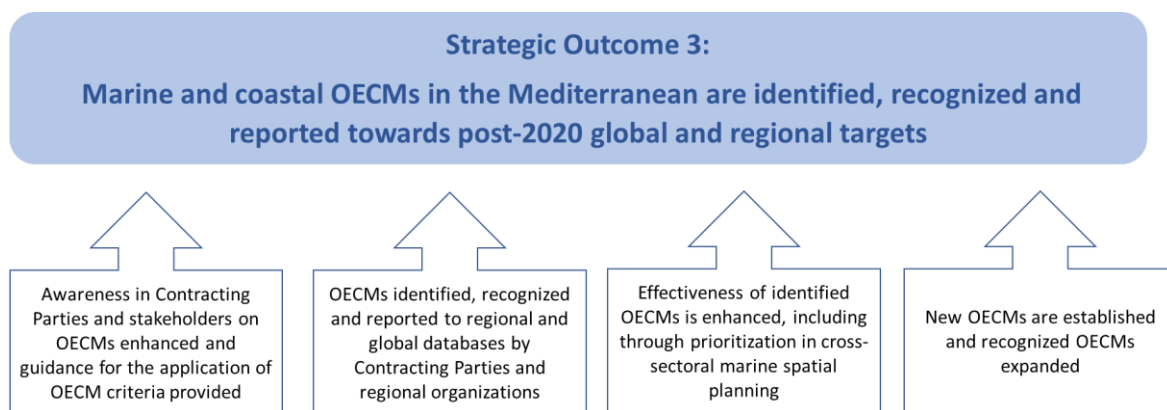 Strategic Outcome 3:
Marine and coastal OECMs in the Mediterranean are identified, recognized and
reported towards post-2020 global and regional targets
Awareness in Contracting
Parties and stakeholders on
OECMs enhanced and
guidance for the application of
OECM criteria provided
OECMs identified, recognized
and reported to regional and
global databases by
Contracting Parties and
regional organizations
Effectiveness of identified
OECMs is enhanced, including
through prioritization in cross-
sectoral marine spatial
planning
New OECMs are established
and recognized OECMs
expanded